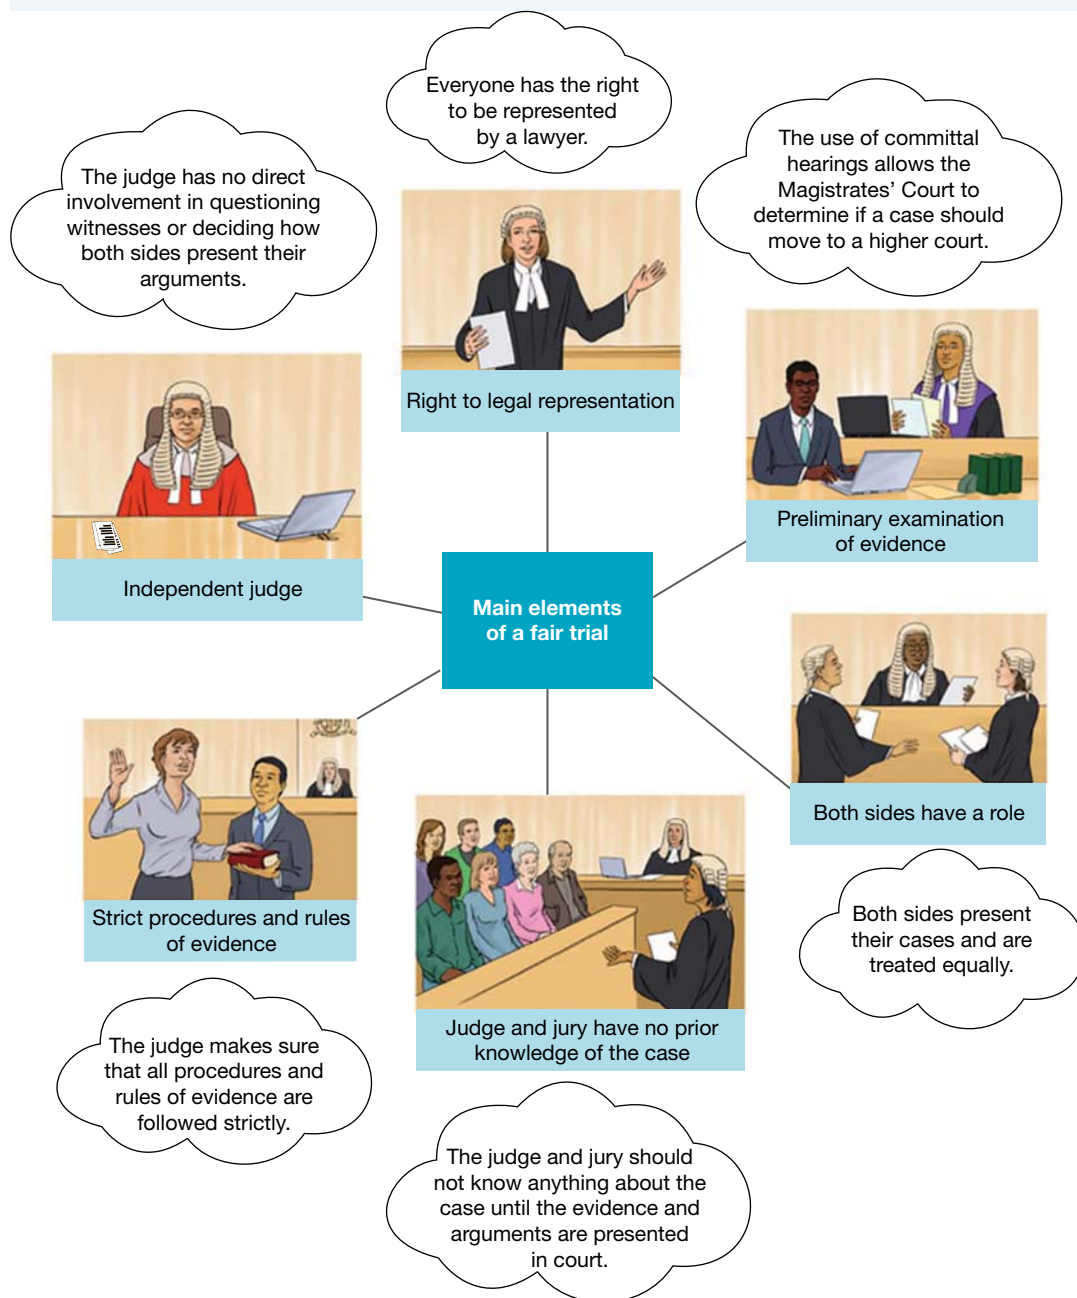 Everyone has the right
to be represented
by a lawyer.
Right to legal representation
The use of committal
hearings allows the
Magistrates' Court to
determine if a case should
move to a higher court.
Preliminary examination
of evidence
The judge has no direct
involvement in questioning
witnesses or deciding how
both sides present their
arguments.
Independent judge
Main elements
of a fair trial
Both sides have a role
Both sides present
their cases and are
treated equally.
Strict procedures and rules
of evidence
The judge makes sure
that all procedures and
rules of evidence are
followed strictly.
Judge and jury have no prior
knowledge of the case
The judge and jury should
not know anything about the
case until the evidence and
arguments are presented
in court.